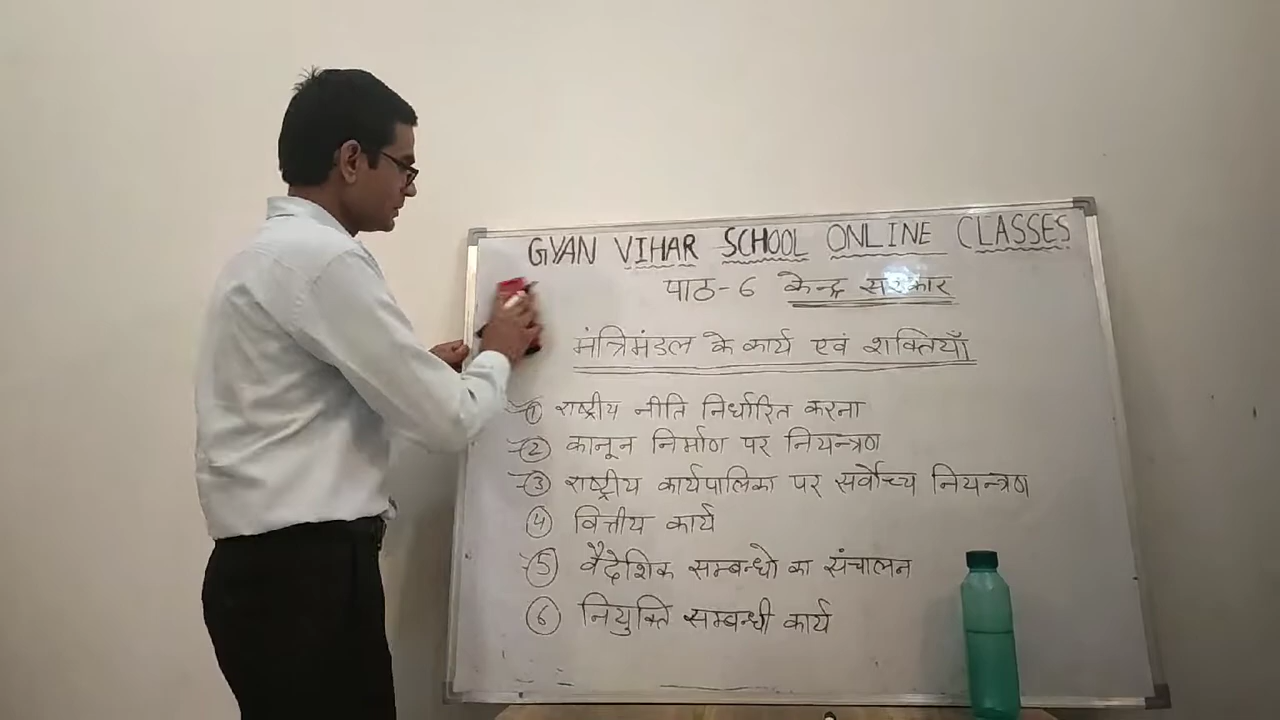 GYAN VIHAR SCHOOL ONLINE CLASSES
पाठ-6 केन्द्र सरकार
मंत्रिमंडल के कार्य एवं शक्तियाँ
① राष्ट्रीय नीति निर्धारित करना
② कानून निर्माण पर नियन्त्रण
③ राष्ट्रीय कार्यपालिका पर सर्वोच्च नियन्त्रण
④ वित्तीय कार्य
⑤ वैदेशिक सम्बन्धो का संचालन
⑥ नियुक्ति सम्बन्धी कार्य